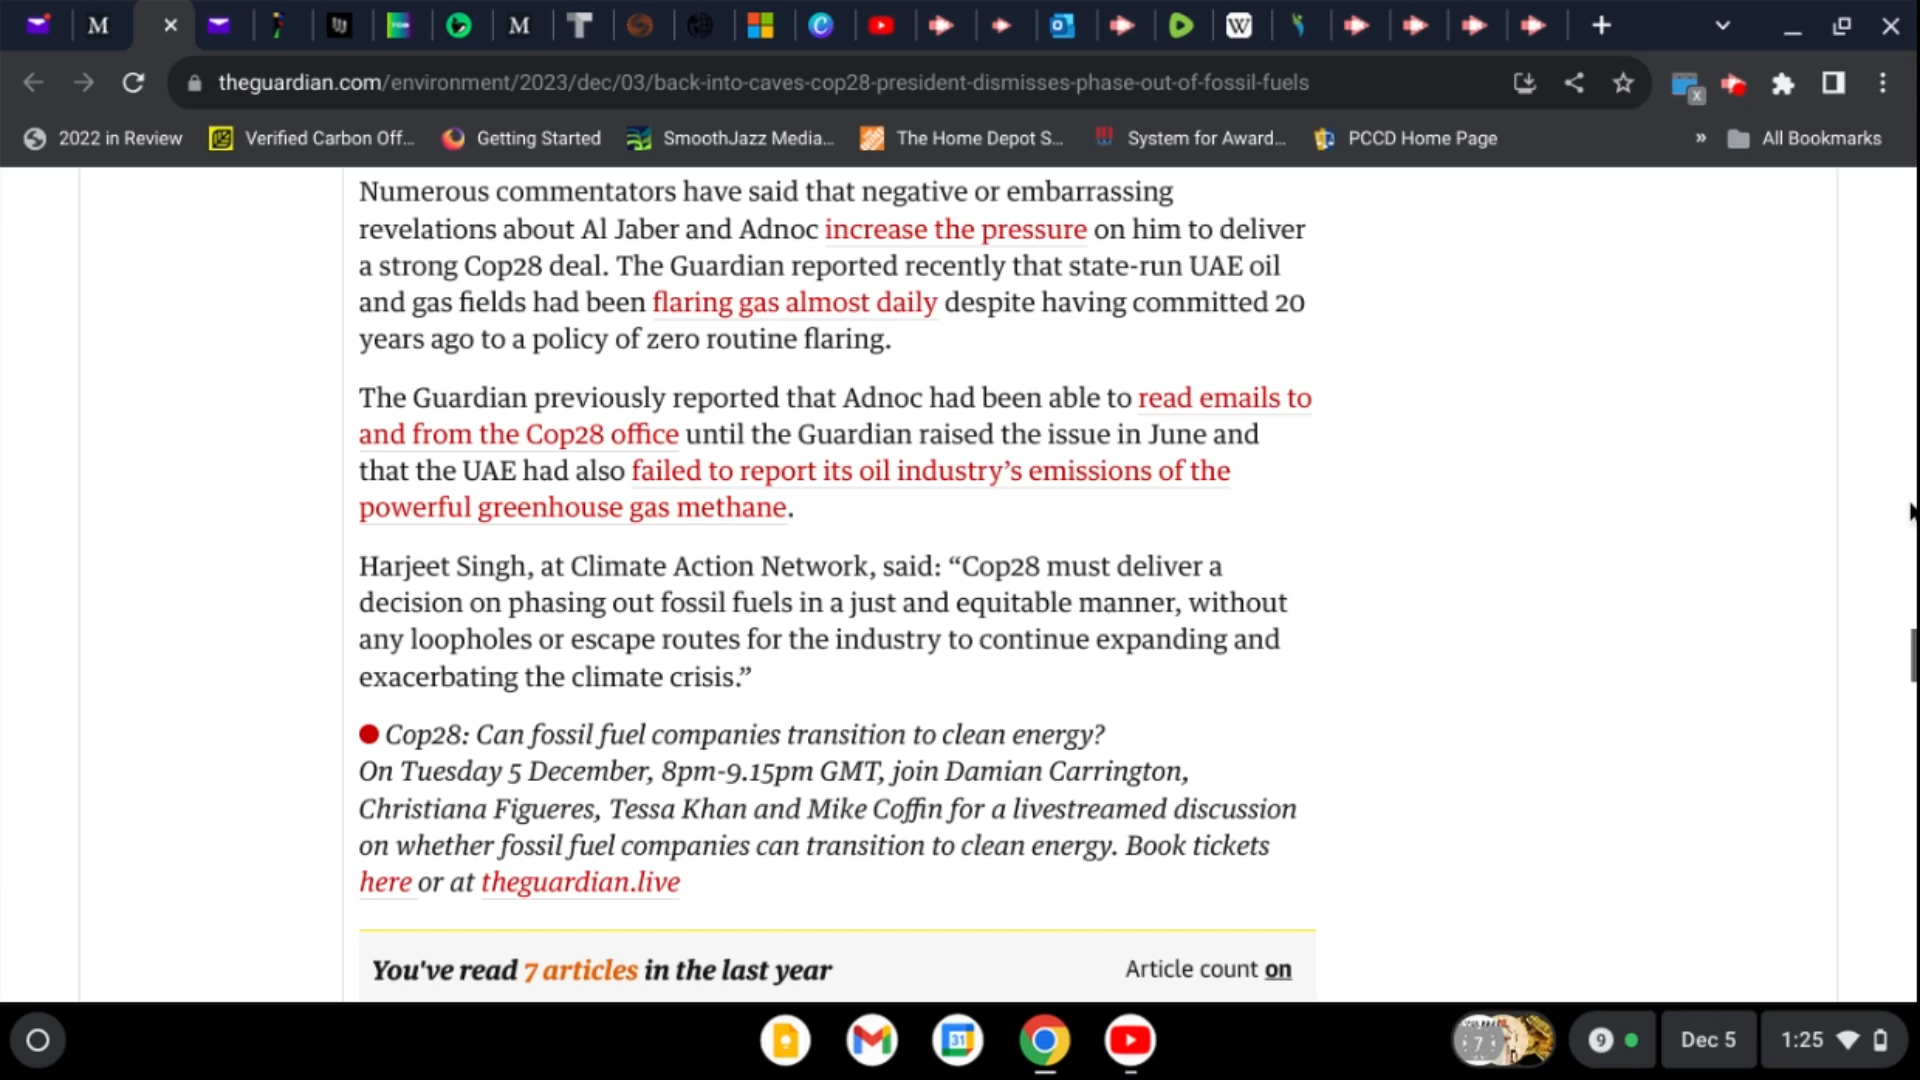 M
M
W
theguardian.com/environment/2023/dec/03/back-into-caves-cop28-president-dismisses-phase-out-of-fossil-fuels
2022 in Review Verified Carbon Off... Getting Started SmoothJazz Media... The Home Depot S... System for Award... PCCD Home Page » All Bookmarks
Numerous commentators have said that negative or embarrassing
revelations about Al Jaber and Adnoc increase the pressure on him to deliver
a strong Cop28 deal. The Guardian reported recently that state-run UAE oil
and gas fields had been flaring gas almost daily despite having committed 20
years ago to a policy of zero routine flaring.
The Guardian previously reported that Adnoc had been able to read emails to
and from the Cop28 office until the Guardian raised the issue in June and
that the UAE had also failed to report its oil industry’s emissions of the
powerful greenhouse gas methane.
Harjeet Singh, at Climate Action Network, said: “Cop28 must deliver a
decision on phasing out fossil fuels in a just and equitable manner, without
any loopholes or escape routes for the industry to continue expanding and
exacerbating the climate crisis.”
Cop28: Can fossil fuel companies transition to clean energy?
On Tuesday 5 December, 8pm-9.15pm GMT, join Damian Carrington,
Christiana Figueres, Tessa Khan and Mike Coffin for a livestreamed discussion
on whether fossil fuel companies can transition to clean energy. Book tickets
here or at theguardian.live
You've read 7 articles in the last year Article count on
31
7 9 Dec 5 1:25